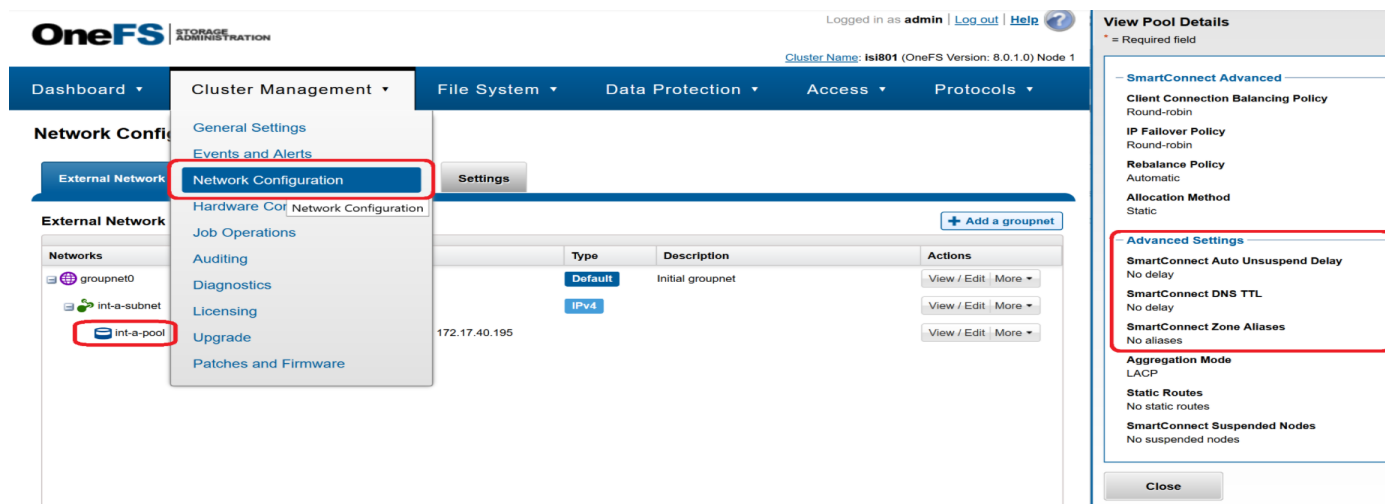 OneFS STORAGE ADMINISTRATION
Logged in as admin | Log out | Help ?
Cluster Name: isi801 (OneFS Version: 8.0.1.0) Node 1
Dashboard ▾ Cluster Management ▾ File System ▾ Data Protection ▾ Access ▾ Protocols ▾
Network Config
General Settings
Events and Alerts
External Network
Network Configuration
Settings
Hardware Con
Network Configuration
External Network
+ Add a groupnet
Job Operations
Networks
Auditing
Type Description Actions
groupnet0
Diagnostics
Default Initial groupnet View / Edit More ▾
int-a-subnet
Licensing
IPv4 View / Edit More ▾
int-a-pool
Upgrade
172.17.40.195 View / Edit More ▾
Patches and Firmware
View Pool Details
* = Required field
SmartConnect Advanced
Client Connection Balancing Policy
Round-robin
IP Failover Policy
Round-robin
Rebalance Policy
Automatic
Allocation Method
Static
Advanced Settings
SmartConnect Auto Unsuspend Delay
No delay
SmartConnect DNS TTL
No delay
SmartConnect Zone Aliases
No aliases
Aggregation Mode
LACP
Static Routes
No static routes
SmartConnect Suspended Nodes
No suspended nodes
Close